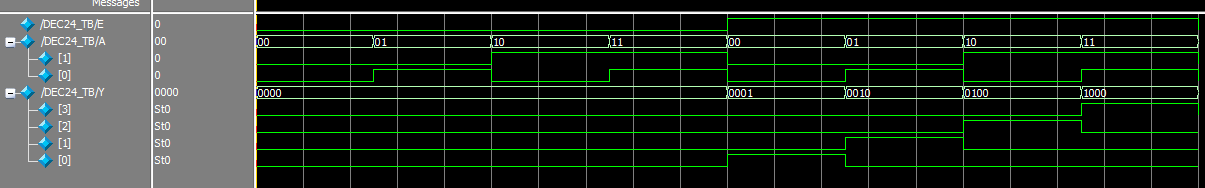 Messages
/DEC24_TB/E 0
/DEC24_TB/A 00 00 01 10 11 00 01 10 11
[1] 0
[0] 0
/DEC24_TB/Y 0000 0000 0001 0010 0100 1000
[3] St0
[2] St0
[1] St0
[0] St0